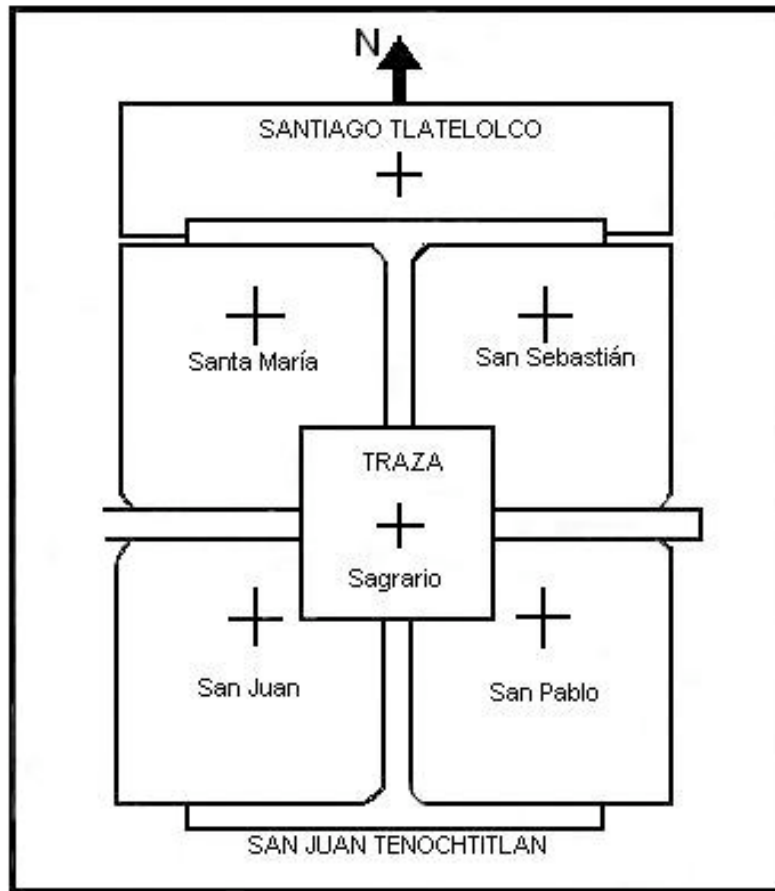 N
SANTIAGO TLATELOLCO
Santa María
San Sebastián
TRAZA
Sagrario
San Juan
San Pablo
SAN JUAN TENOCHTITLAN